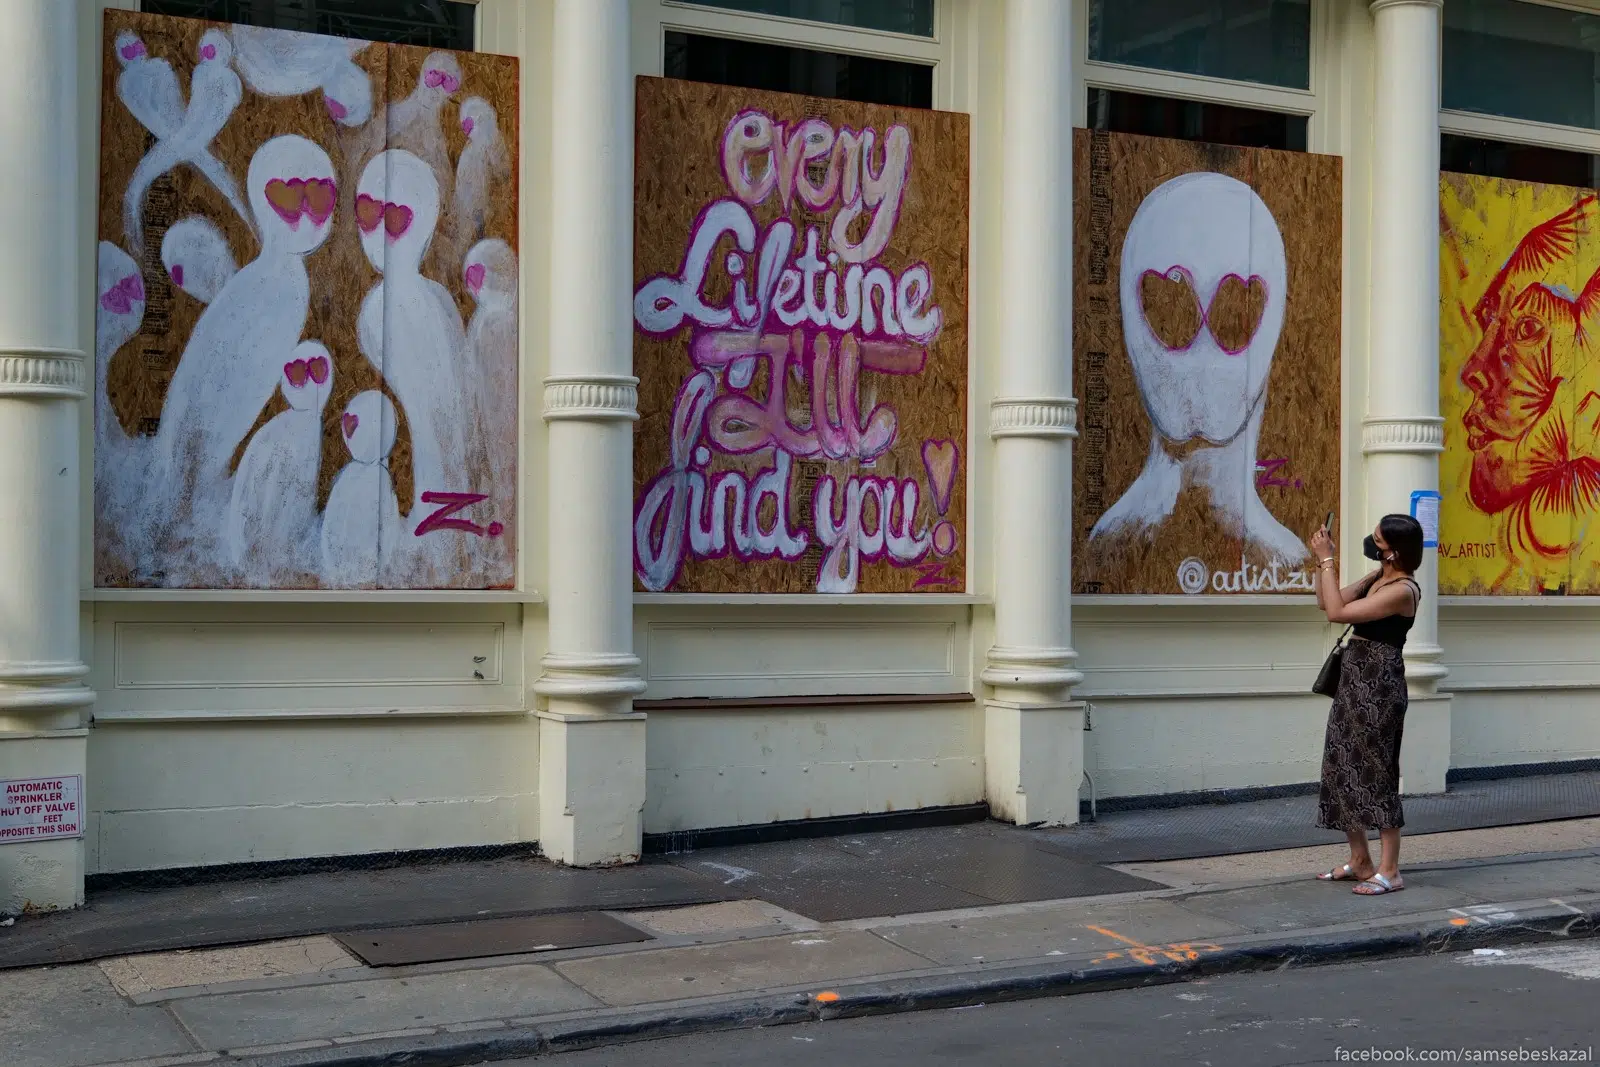 Z.
every
Lifetime
I'll
find you!
Z.
Z.
@artistzu
AV_ARTIST
AUTOMATIC
SPRINKLER
HUT OFF VALVE
FEET
OPPOSITE THIS SIGN
facebook.com/samsebeskazal